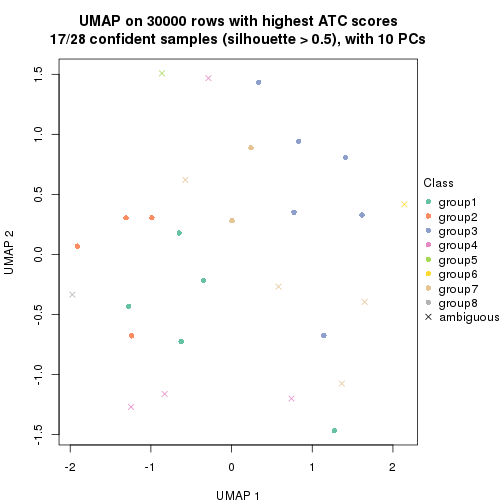 UMAP on 30000 rows with highest ATC scores
17/28 confident samples (silhouette > 0.5), with 10 PCs
1.5
1.0
0.5
0.0
-0.5
-1.0
-1.5
UMAP 2
-2
-1
0
1
2
UMAP 1
Class
group1
group2
group3
group4
group5
group6
group7
group8
ambiguous